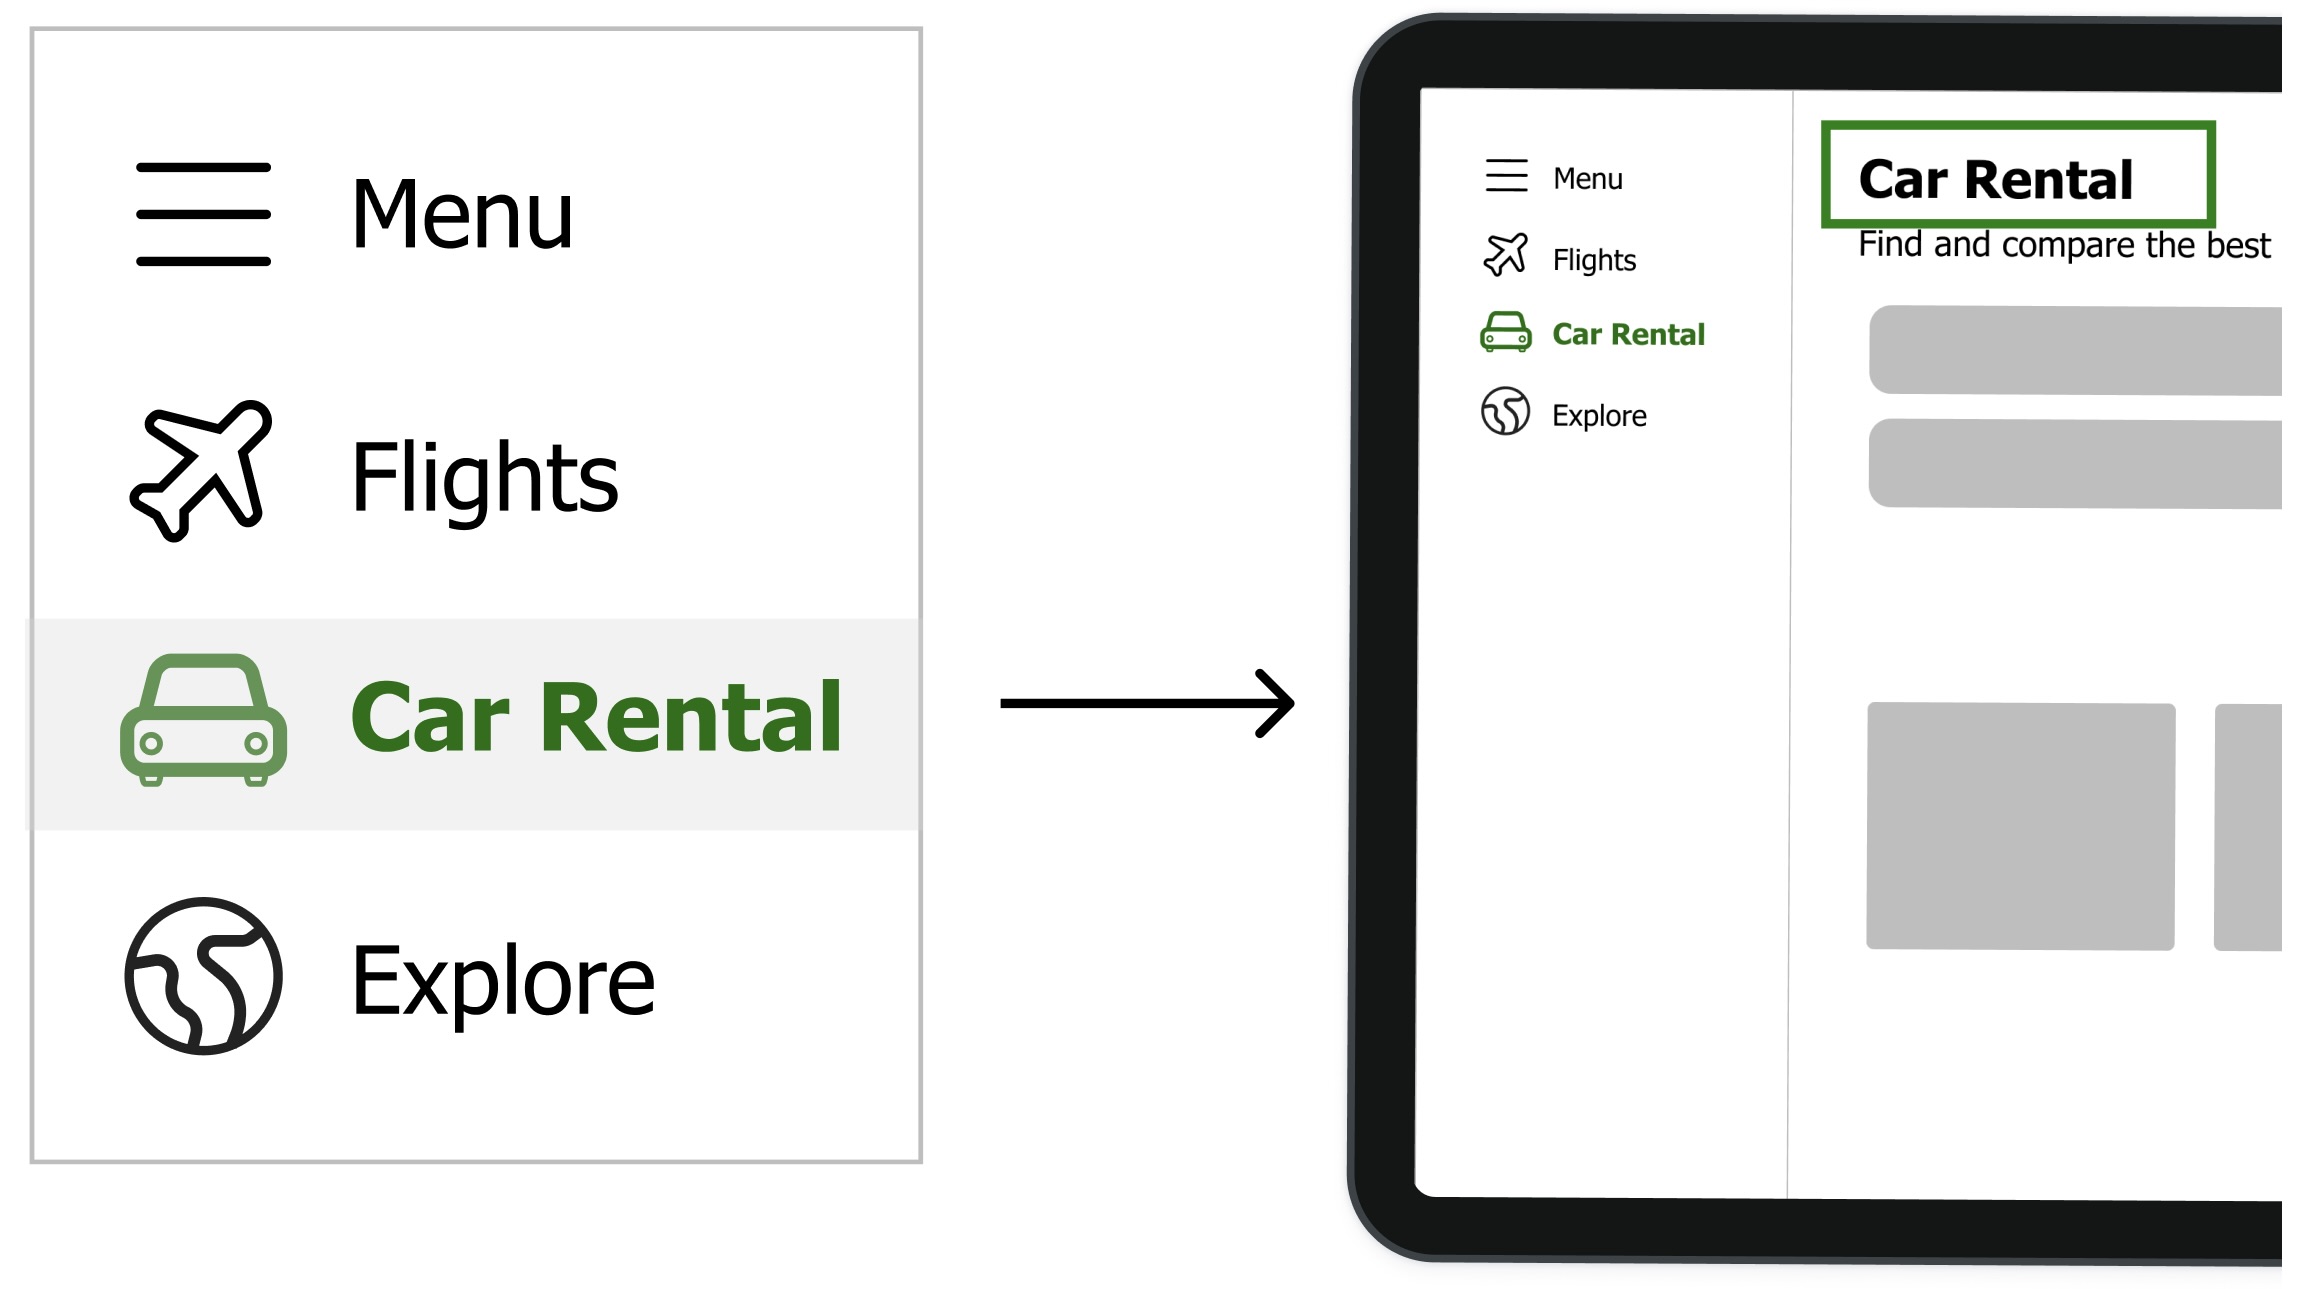 Menu
Flights
Car Rental
Explore
Menu
Flights
Car Rental
Explore
Car Rental
Find and compare the best